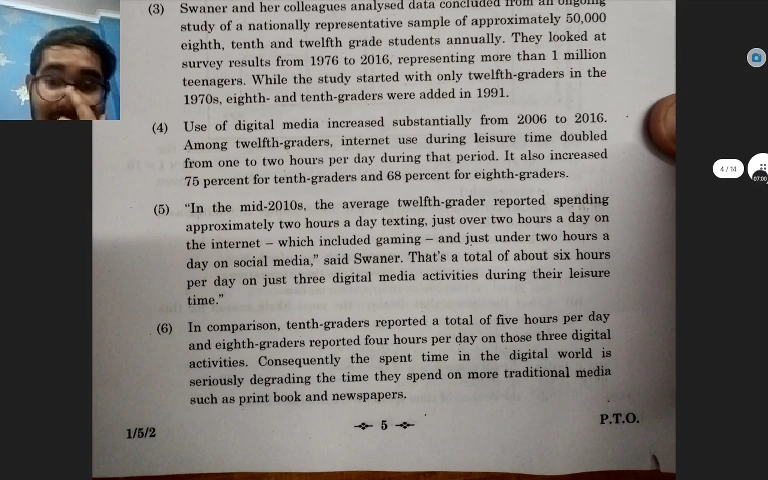 (3) Swaner and her colleagues analysed data concluded from an ongoing
study of a nationally representative sample of approximately 50,000
eighth, tenth and twelfth grade students annually. They looked at
survey results from 1976 to 2016, representing more than 1 million
teenagers. While the study started with only twelfth-graders in the
1970s, eighth- and tenth-graders were added in 1991.
(4) Use of digital media increased substantially from 2006 to 2016.
Among twelfth-graders, internet use during leisure time doubled
from one to two hours per day during that period. It also increased
75 percent for tenth-graders and 68 percent for eighth-graders.
(5) “In the mid-2010s, the average twelfth-grader reported spending
approximately two hours a day texting, just over two hours a day on
the internet – which included gaming – and just under two hours a
day on social media,” said Swaner. That’s a total of about six hours
per day on just three digital media activities during their leisure
time.”
(6) In comparison, tenth-graders reported a total of five hours per day
and eighth-graders reported four hours per day on those three digital
activities. Consequently the spent time in the digital world is
seriously degrading the time they spend on more traditional media
such as print book and newspapers.
1/5/2 5 P.T.O.
4 / 14
07:00